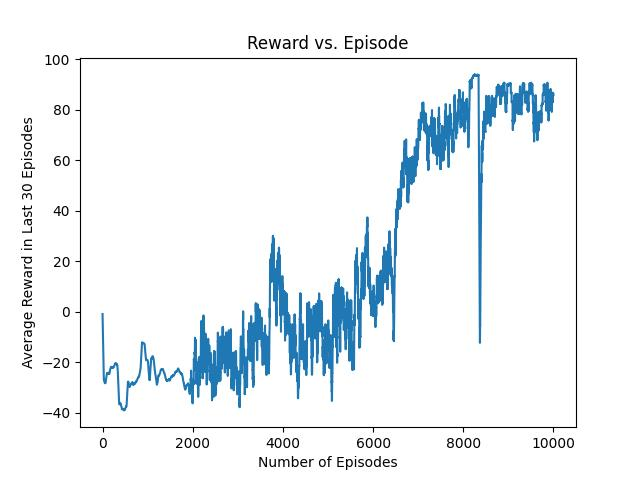 Reward vs. Episode
100
80
60
40
20
0
−20
−40
Average Reward in Last 30 Episodes
0 2000 4000 6000 8000 10000
Number of Episodes